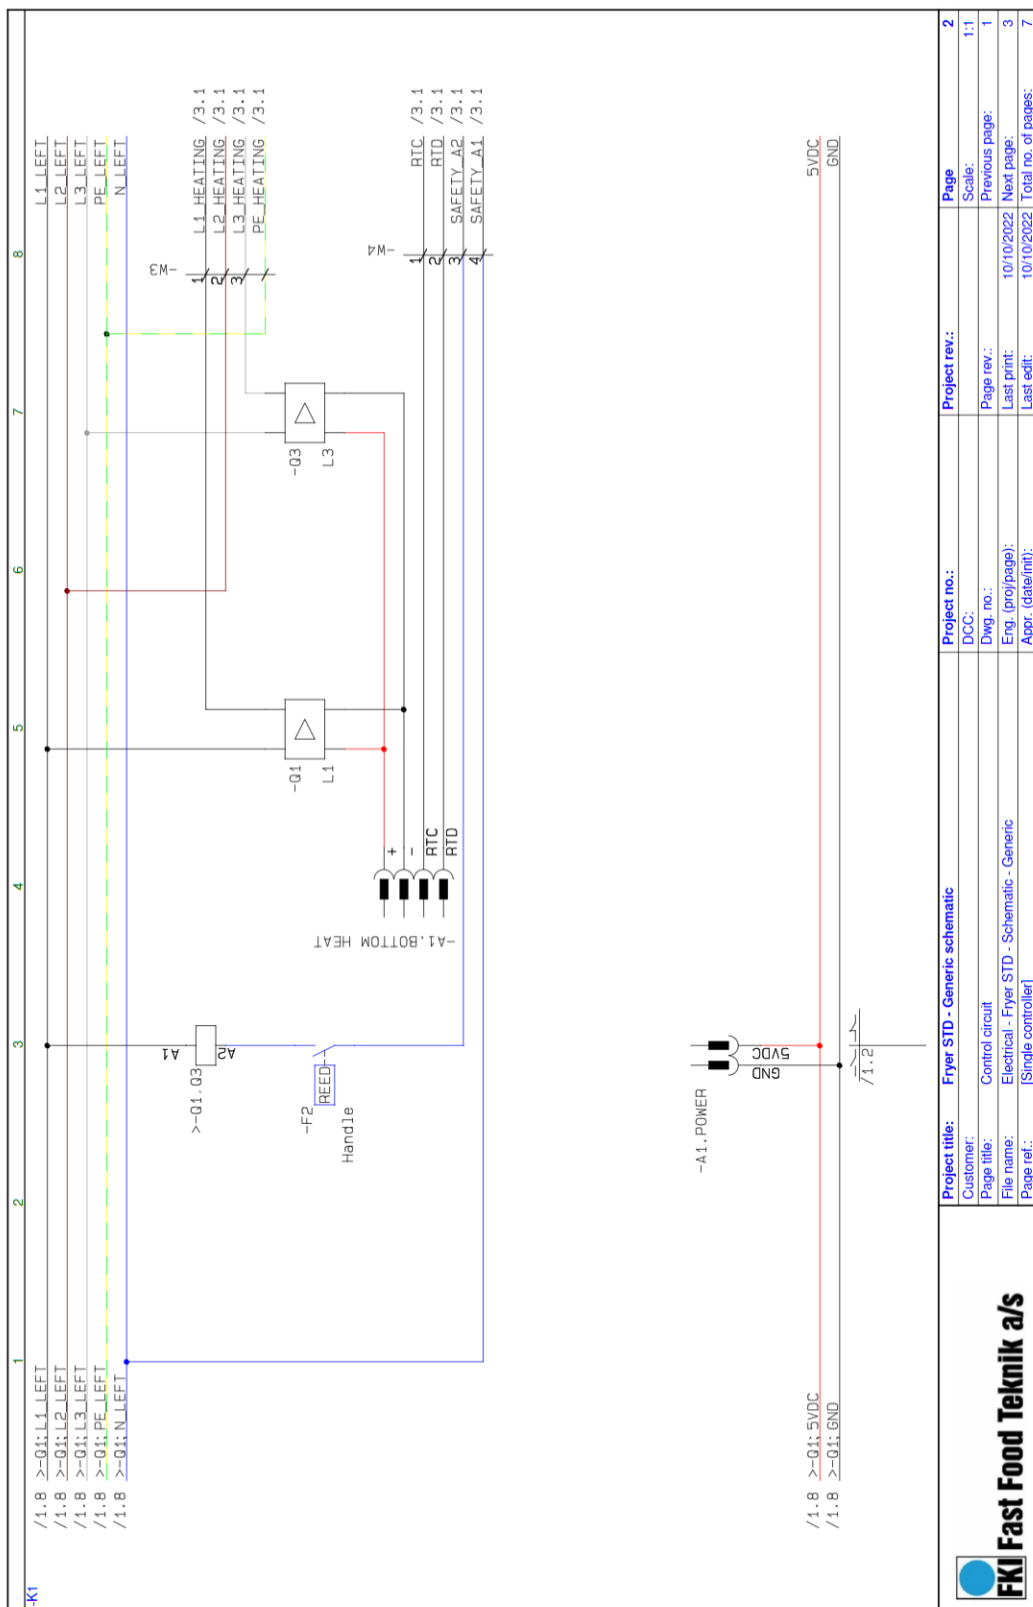 -K1
1
2
3
4
5
6
7
8
/1.8 >-Q1:L1_LEFT
L1_LEFT
/1.8 >-Q1:L2_LEFT
L2_LEFT
/1.8 >-Q1:L3_LEFT
L3_LEFT
/1.8 >-Q1:PE_LEFT
PE_LEFT
/1.8 >-Q1:N_LEFT
N_LEFT
-W3
1
L1_HEATING /3.1
2
L2_HEATING /3.1
3
L3_HEATING /3.1
PE_HEATING /3.1
>-Q1.Q3
A1
A2
-F2
REED
Handle
-Q1
L1
-Q3
L3
-A1.BOTTOM HEAT
+
-
RTC
RTD
-W4
1
RTC /3.1
2
RTD /3.1
3
SAFETY_A2 /3.1
4
SAFETY_A1 /3.1
-A1.POWER
GND
5VDC
/1.8 >-Q1:5VDC
5VDC
/1.8 >-Q1:GND
GND
/1.2
FKI Fast Food Teknik a/s
Project title: Fryer STD - Generic schematic
Project no.:
Project rev.:
Page 2
Customer:
DCC:
Scale: 1:1
Page title: Control circuit
Dwg. no.:
Page rev.:
Previous page: 1
File name: Electrical - Fryer STD - Schematic - Generic
Eng. (proj/page):
Last print: 10/10/2022
Next page: 3
Page ref.: [Single controller]
Appr. (date/init):
Last edit: 10/10/2022
Total no. of pages: 7